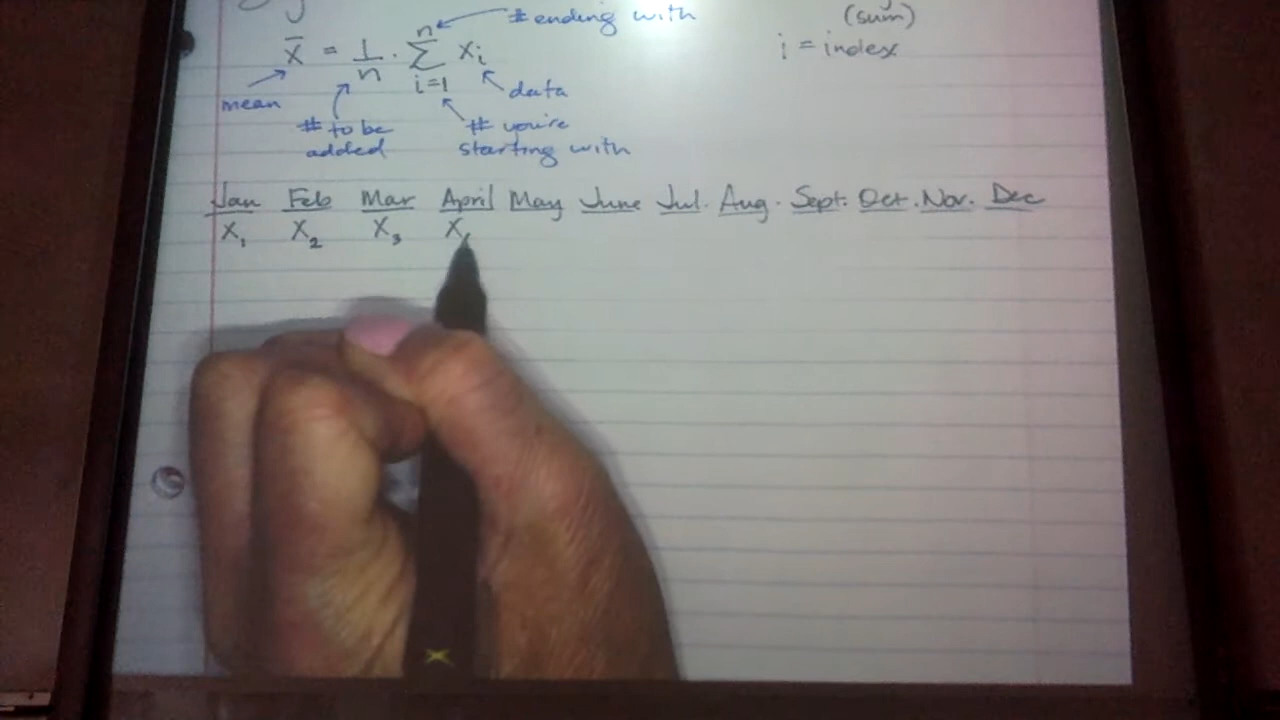 # ending with
(sum)
n
x̄ = 1/n · Σ xᵢ
i = index
i=1
mean
data
# to be added
# you're starting with
Jan Feb Mar April May June Jul. Aug. Sept. Oct. Nov. Dec
X₁ X₂ X₃ X